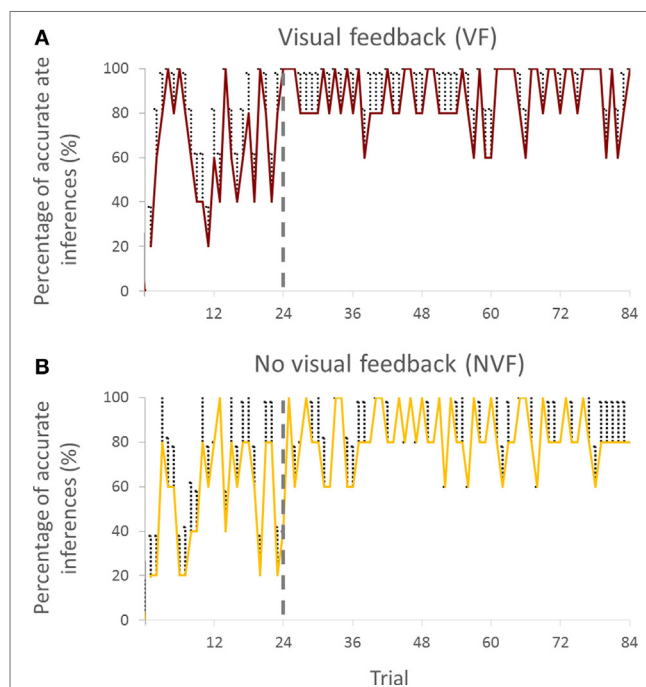 A
Visual feedback (VF)
Percentage of accurate ate
inferences (%)
100
80
60
40
20
0
12 24 36 48 60 72 84
B
No visual feedback (NVF)
Percentage of accurate
inferences (%)
100
80
60
40
20
0
12 24 36 48 60 72 84
Trial